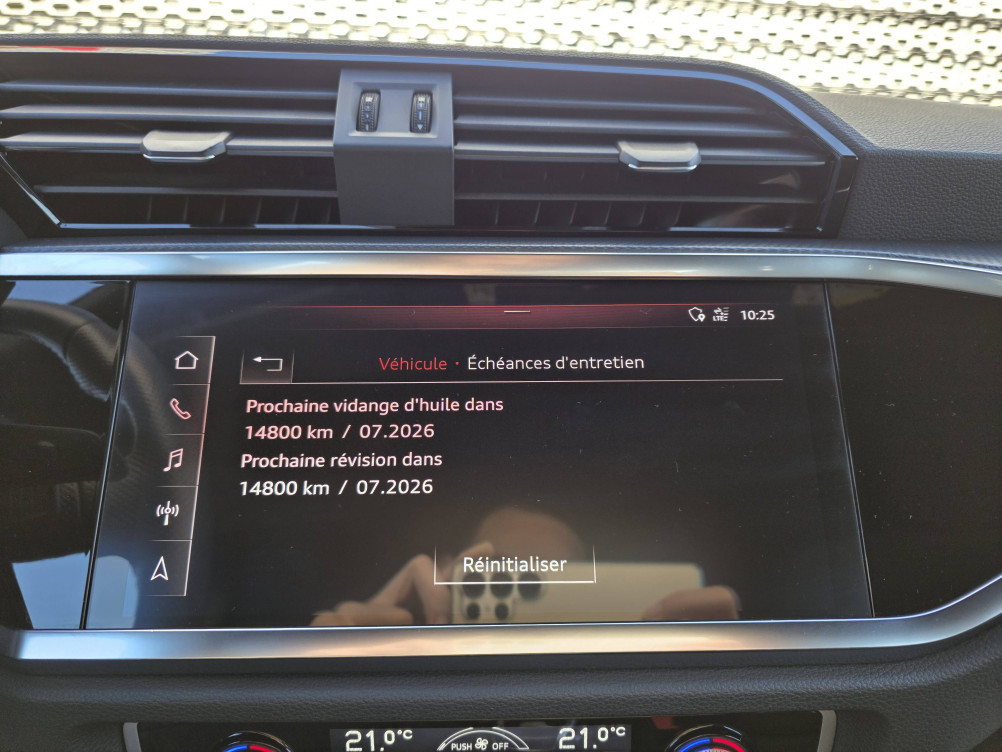 LTE
10:25
Véhicule · Échéances d'entretien
Prochaine vidange d'huile dans
14800 km / 07.2026
Prochaine révision dans
14800 km / 07.2026
Réinitialiser
21.0°C
PUSH OFF
21.0°C